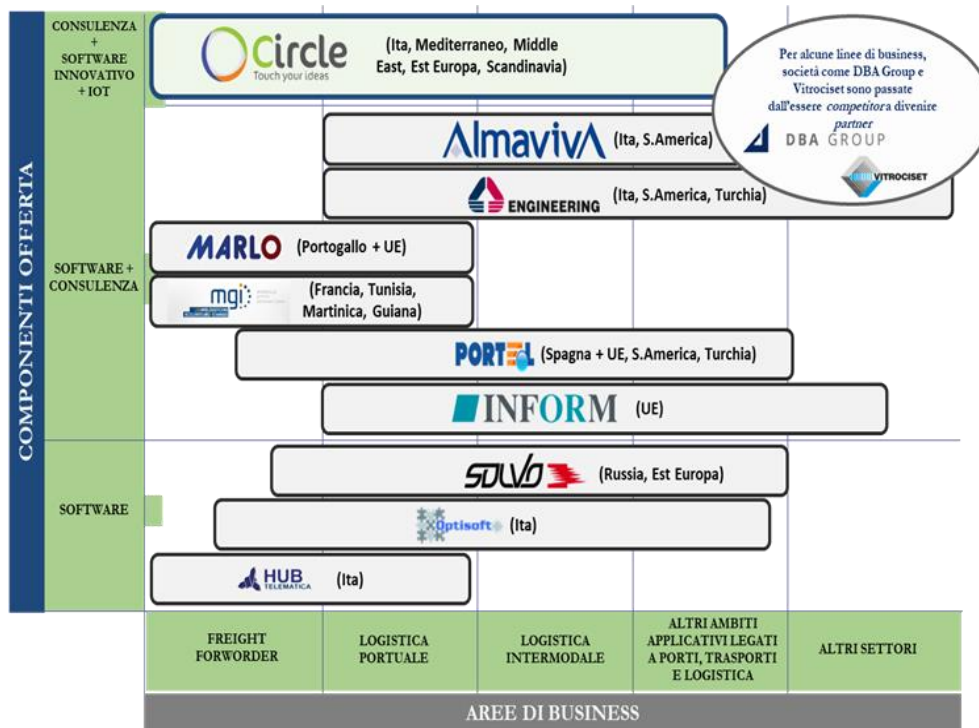 CONSULENZA
+
SOFTWARE
INNOVATIVO
+ IOT
Circle
Touch your ideas
(Ita, Mediterraneo, Middle
East, Est Europa, Scandinavia)
Per alcune linee di business,
società come DBA Group e
Vitrociset sono passate
dall'essere competitor a divenire
partner
DBA GROUP
VITROCISET
COMPONENTI OFFERTA
SOFTWARE +
CONSULENZA
AlmavivA (Ita, S.America)
ENGINEERING (Ita, S.America, Turchia)
MARLO (Portogallo + UE)
mgi
(Francia, Tunisia,
Martinica, Guiana)
PORTEL (Spagna + UE, S.America, Turchia)
INFORM (UE)
SOFTWARE
SOLVO (Russia, Est Europa)
Optisoft (Ita)
HUB
TELEMATICA
(Ita)
FREIGHT
FORWORDER
LOGISTICA
PORTUALE
LOGISTICA
INTERMODALE
ALTRI AMBITI
APPLICATIVI LEGATI
A PORTI, TRASPORTI
E LOGISTICA
ALTRI SETTORI
AREE DI BUSINESS